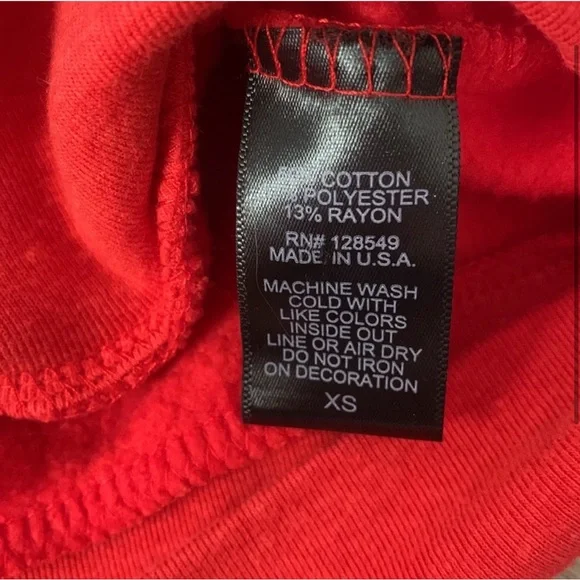 COTTON
POLYESTER
13% RAYON
RN# 128549
MADE IN U.S.A.
MACHINE WASH
COLD WITH
LIKE COLORS
INSIDE OUT
LINE OR AIR DRY
DO NOT IRON
ON DECORATION
XS